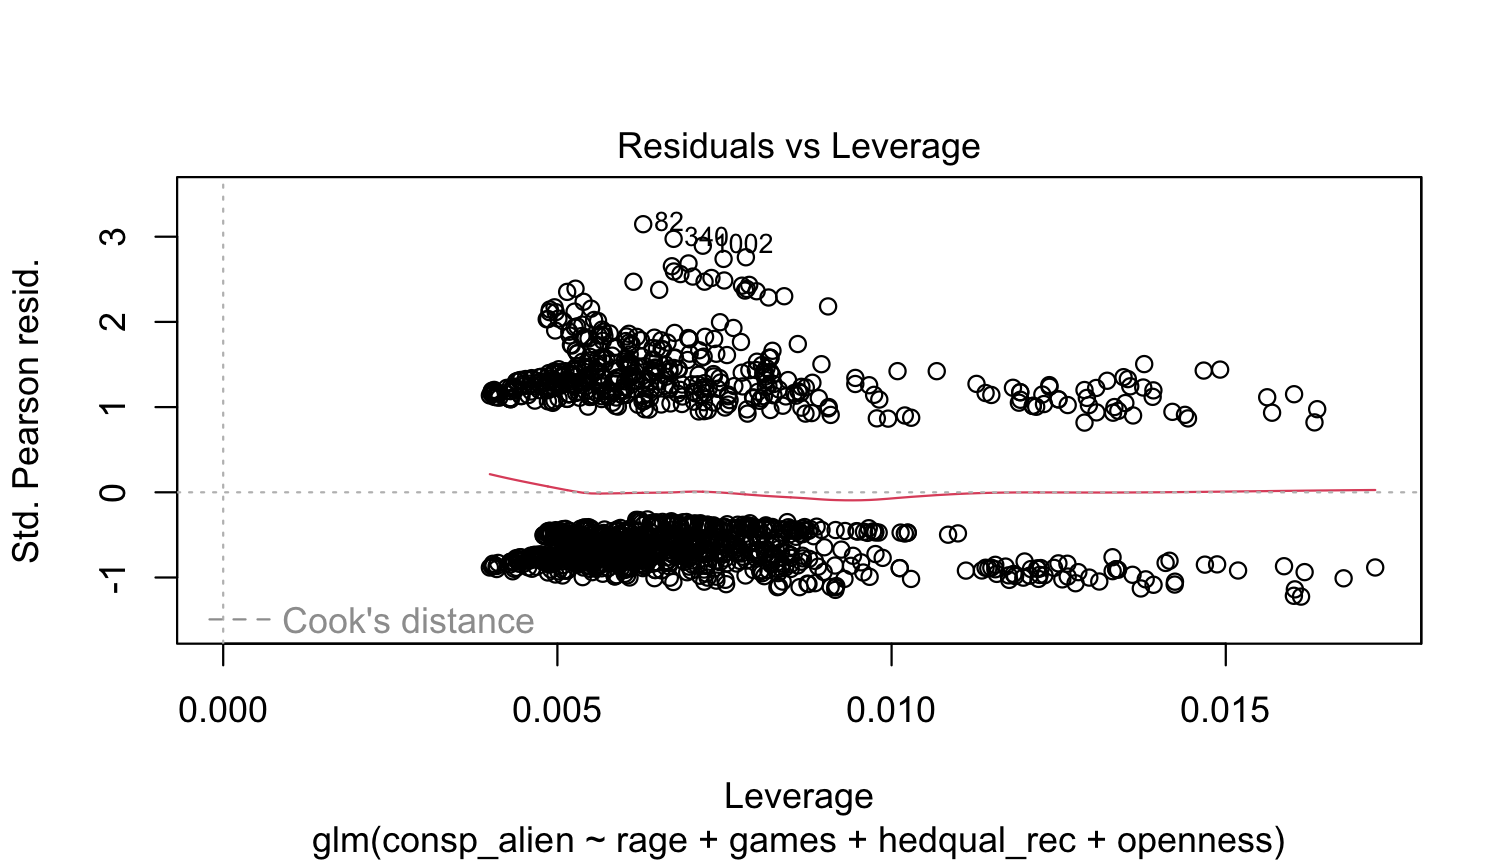 Residuals vs Leverage
Std. Pearson resid.
3
2
1
0
-1
82
340
1002
Cook's distance
0.000 0.005 0.010 0.015
Leverage
glm(consp_alien ~ rage + games + hedqual_rec + openness)